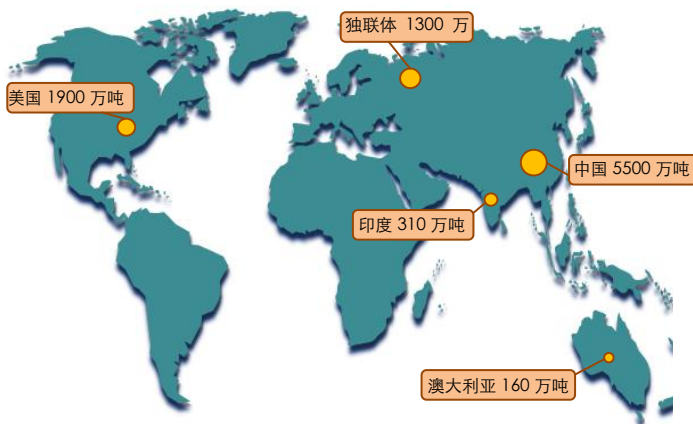 独联体 1300 万
美国 1900 万吨
中国 5500 万吨
印度 310 万吨
澳大利亚 160 万吨